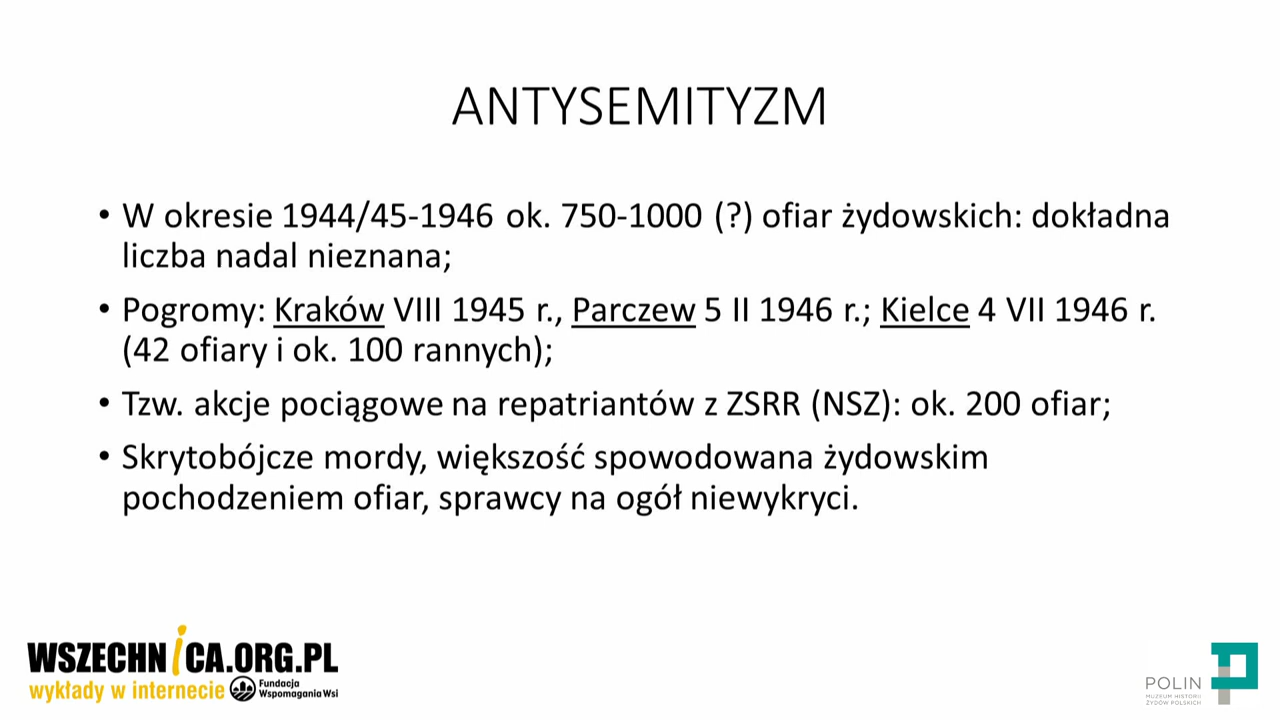 ANTYSEMITYZM
• W okresie 1944/45-1946 ok. 750-1000 (?) ofiar żydowskich: dokładna
liczba nadal nieznana;
• Pogromy: Kraków VIII 1945 r., Parczew 5 II 1946 r.; Kielce 4 VII 1946 r.
(42 ofiary i ok. 100 rannych);
• Tzw. akcje pociągowe na repatriantów z ZSRR (NSZ): ok. 200 ofiar;
• Skrytobójcze mordy, większość spowodowana żydowskim
pochodzeniem ofiar, sprawcy na ogół niewykryci.
WSZECHNiCA.ORG.PL
wykłady w internecie
Fundacja
Wspomagania Wsi
POLIN
MUZEUM HISTORII
ŻYDÓW POLSKICH